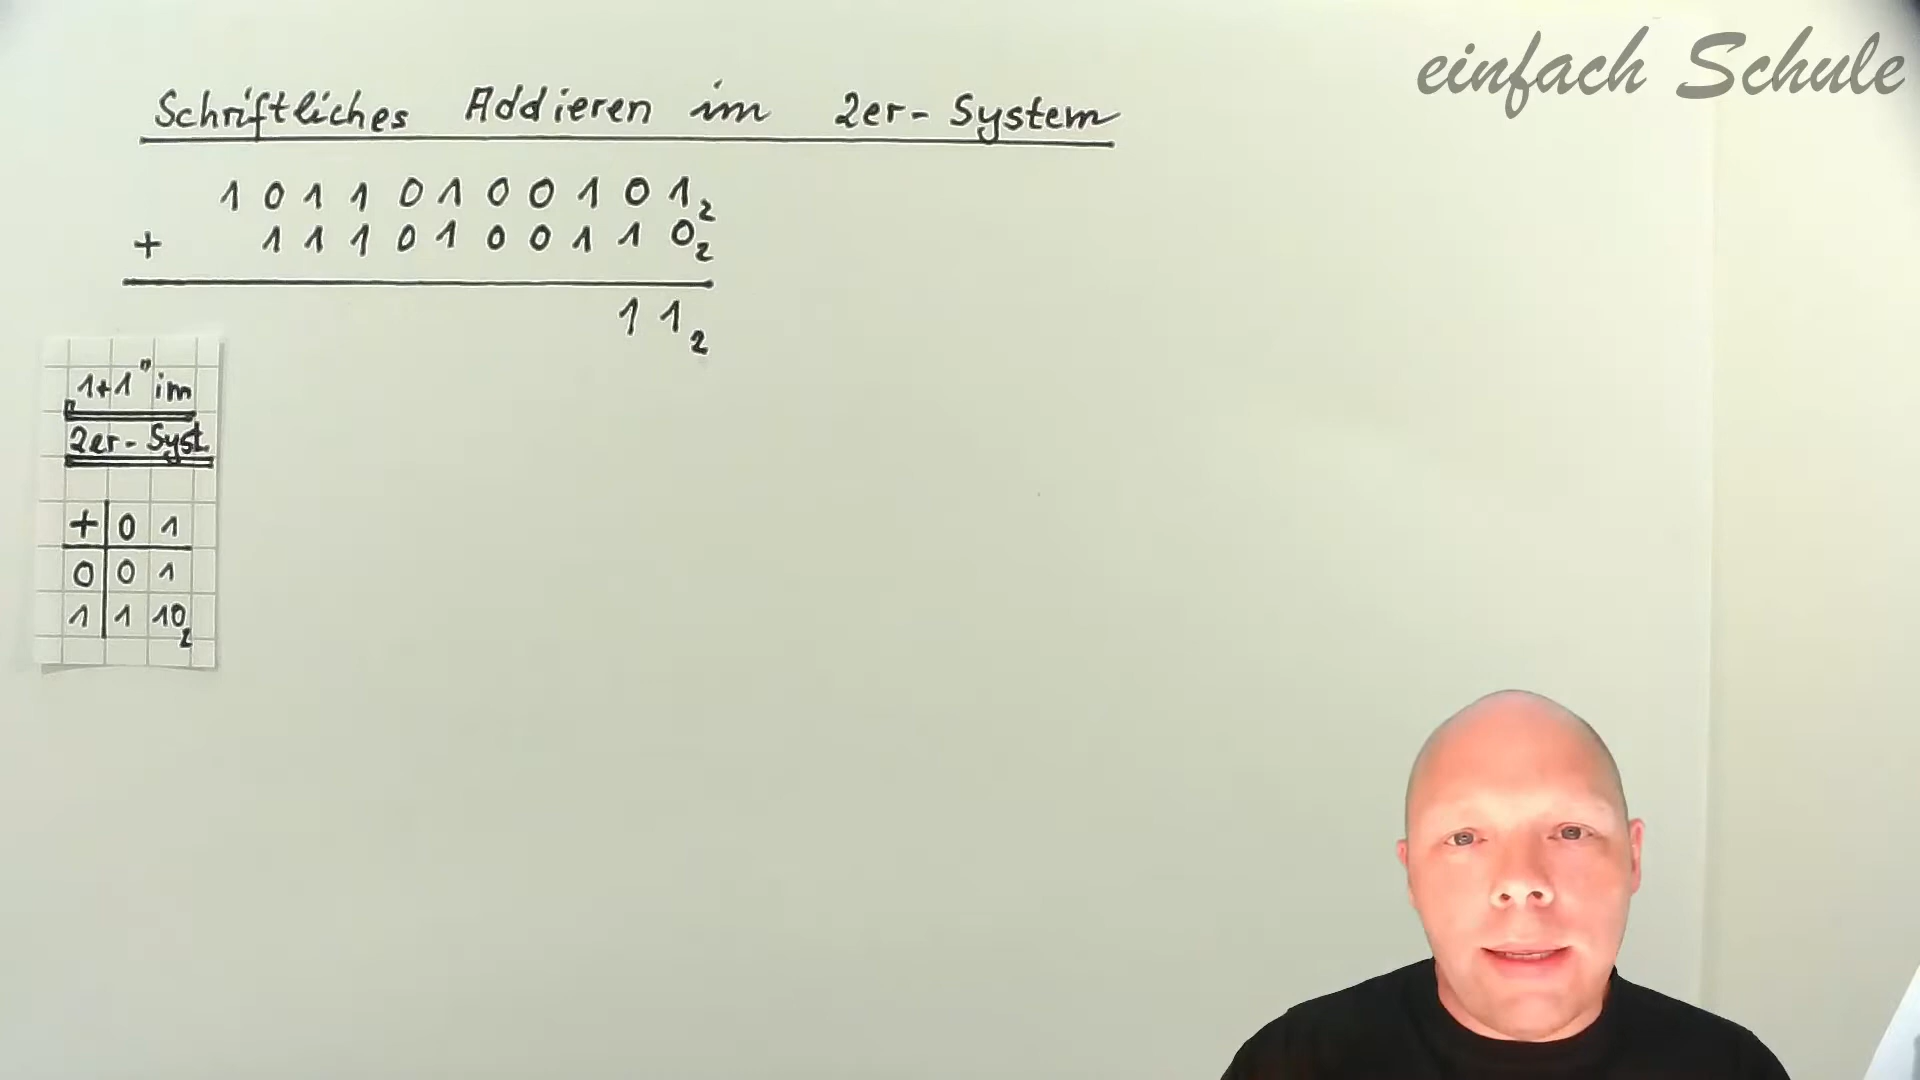 einfach Schule
Schriftliches Addieren im 2er-System
1 0 1 1 0 1 0 0 1 0 1₂
+ 1 1 1 0 1 0 0 1 1 0₂
1 1₂
1+1" im
2er-Syst.
+ 0 1
0 0 1
1 1 10₂